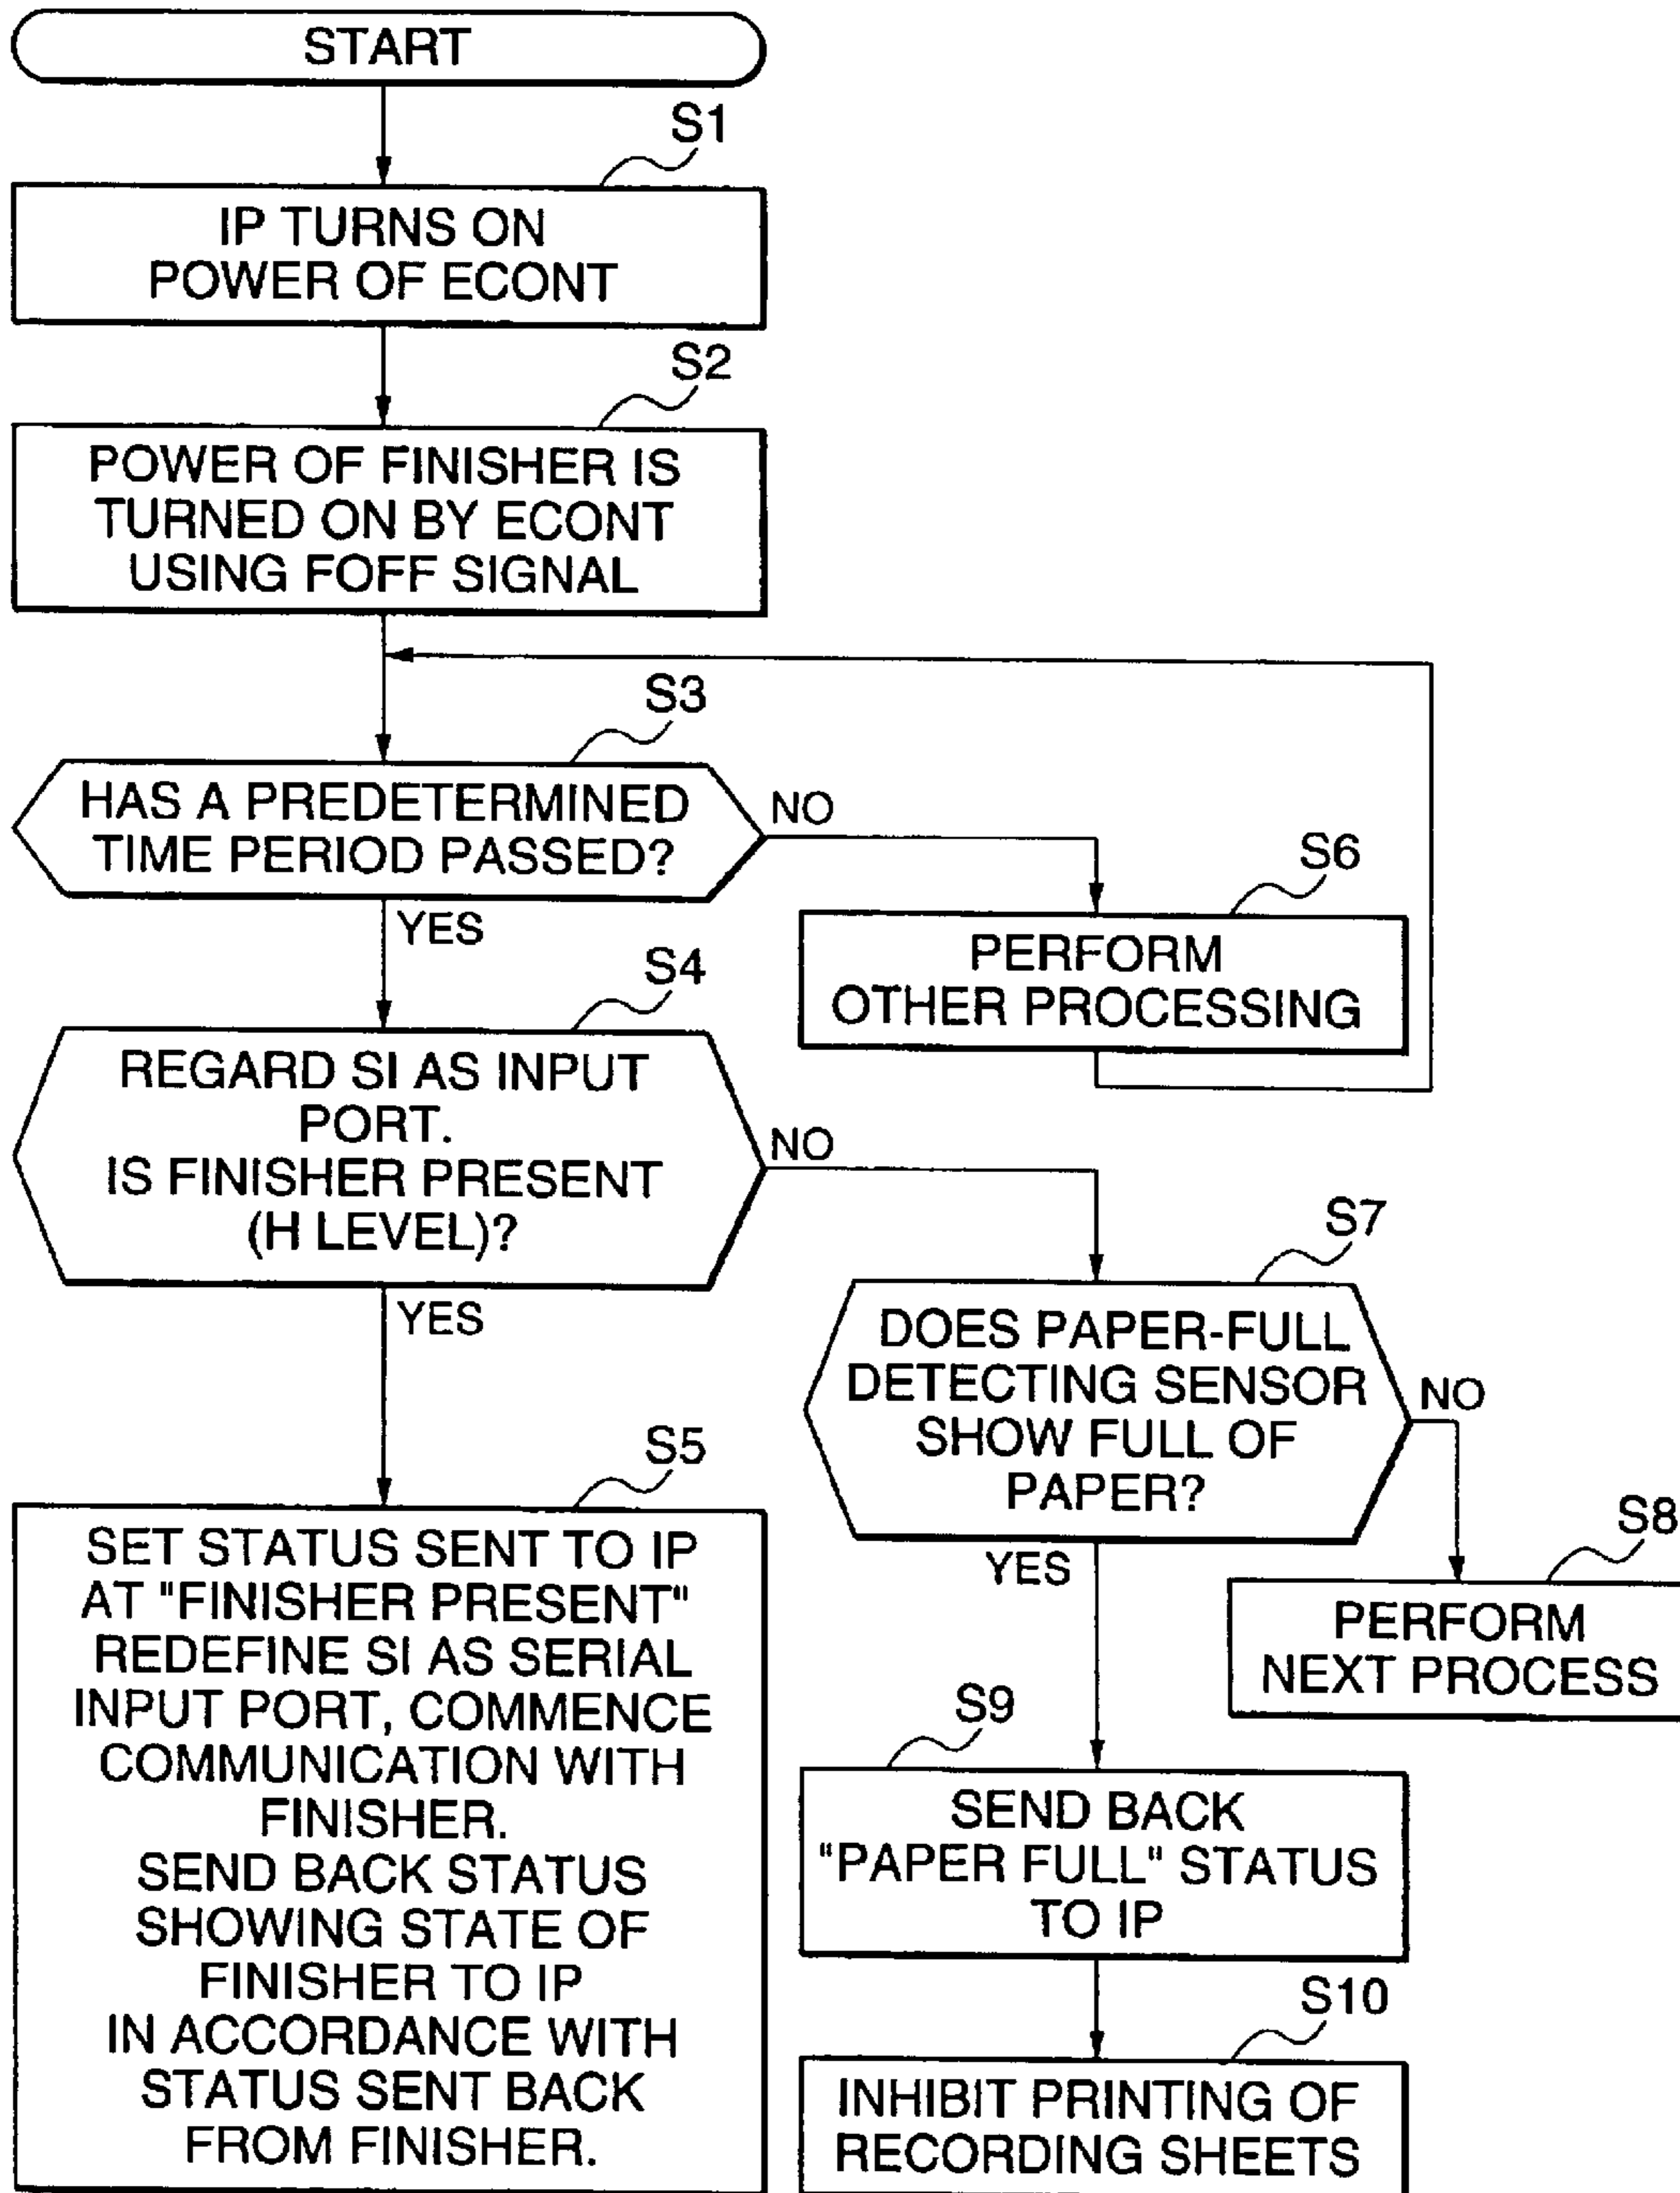 START
S1
IP TURNS ON
POWER OF ECONT
S2
POWER OF FINISHER IS
TURNED ON BY ECONT
USING FOFF SIGNAL
S3
HAS A PREDETERMINED
TIME PERIOD PASSED?
NO
YES
S6
PERFORM
OTHER PROCESSING
S4
REGARD SI AS INPUT
PORT.
IS FINISHER PRESENT
(H LEVEL)?
NO
YES
S7
DOES PAPER-FULL
DETECTING SENSOR
SHOW FULL OF
PAPER?
NO
YES
S8
PERFORM
NEXT PROCESS
S5
SET STATUS SENT TO IP
AT "FINISHER PRESENT"
REDEFINE SI AS SERIAL
INPUT PORT, COMMENCE
COMMUNICATION WITH
FINISHER.
SEND BACK STATUS
SHOWING STATE OF
FINISHER TO IP
IN ACCORDANCE WITH
STATUS SENT BACK
FROM FINISHER.
S9
SEND BACK
"PAPER FULL" STATUS
TO IP
S10
INHIBIT PRINTING OF
RECORDING SHEETS